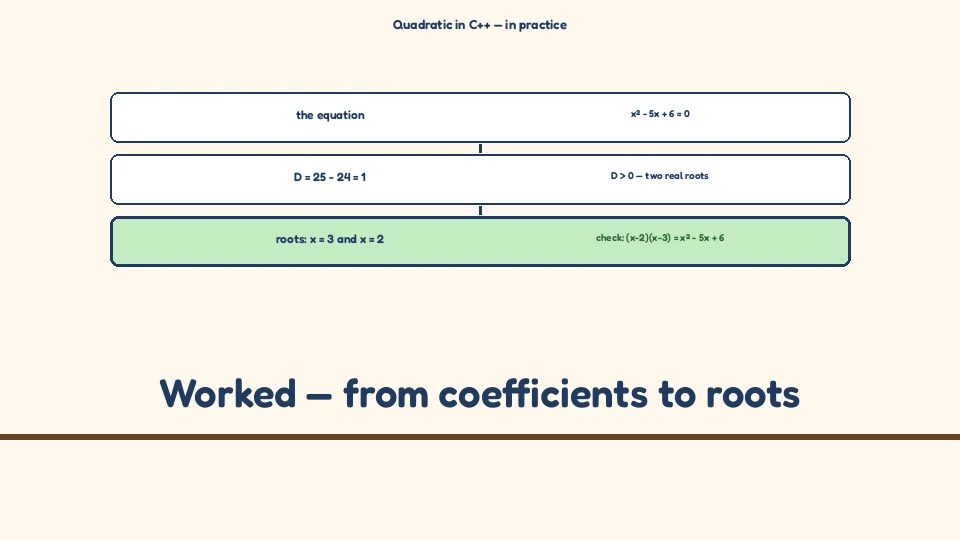 Quadratic in C++ — in practice
the equation
x² - 5x + 6 = 0
D = 25 - 24 = 1
D > 0 — two real roots
roots: x = 3 and x = 2
check: (x-2)(x-3) = x² - 5x + 6
Worked — from coefficients to roots